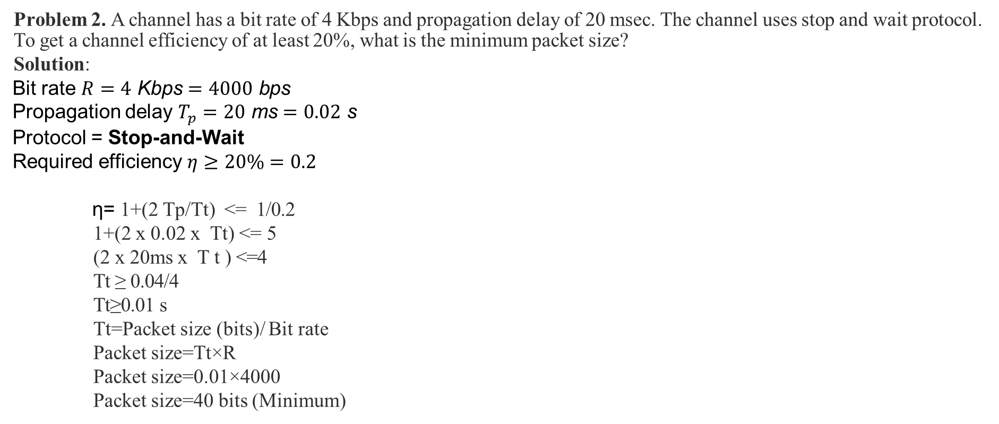 Problem 2. A channel has a bit rate of 4 Kbps and propagation delay of 20 msec. The channel uses stop and wait protocol.
To get a channel efficiency of at least 20%, what is the minimum packet size?
Solution:
Bit rate R = 4 Kbps = 4000 bps
Propagation delay Tₚ = 20 ms = 0.02 s
Protocol = Stop-and-Wait
Required efficiency η ≥ 20% = 0.2
η= 1+(2 Tp/Tt) <= 1/0.2
1+(2 x 0.02 x Tt) <= 5
(2 x 20ms x T t ) <=4
Tt ≥ 0.04/4
Tt≥0.01 s
Tt=Packet size (bits)/ Bit rate
Packet size=Tt×R
Packet size=0.01×4000
Packet size=40 bits (Minimum)